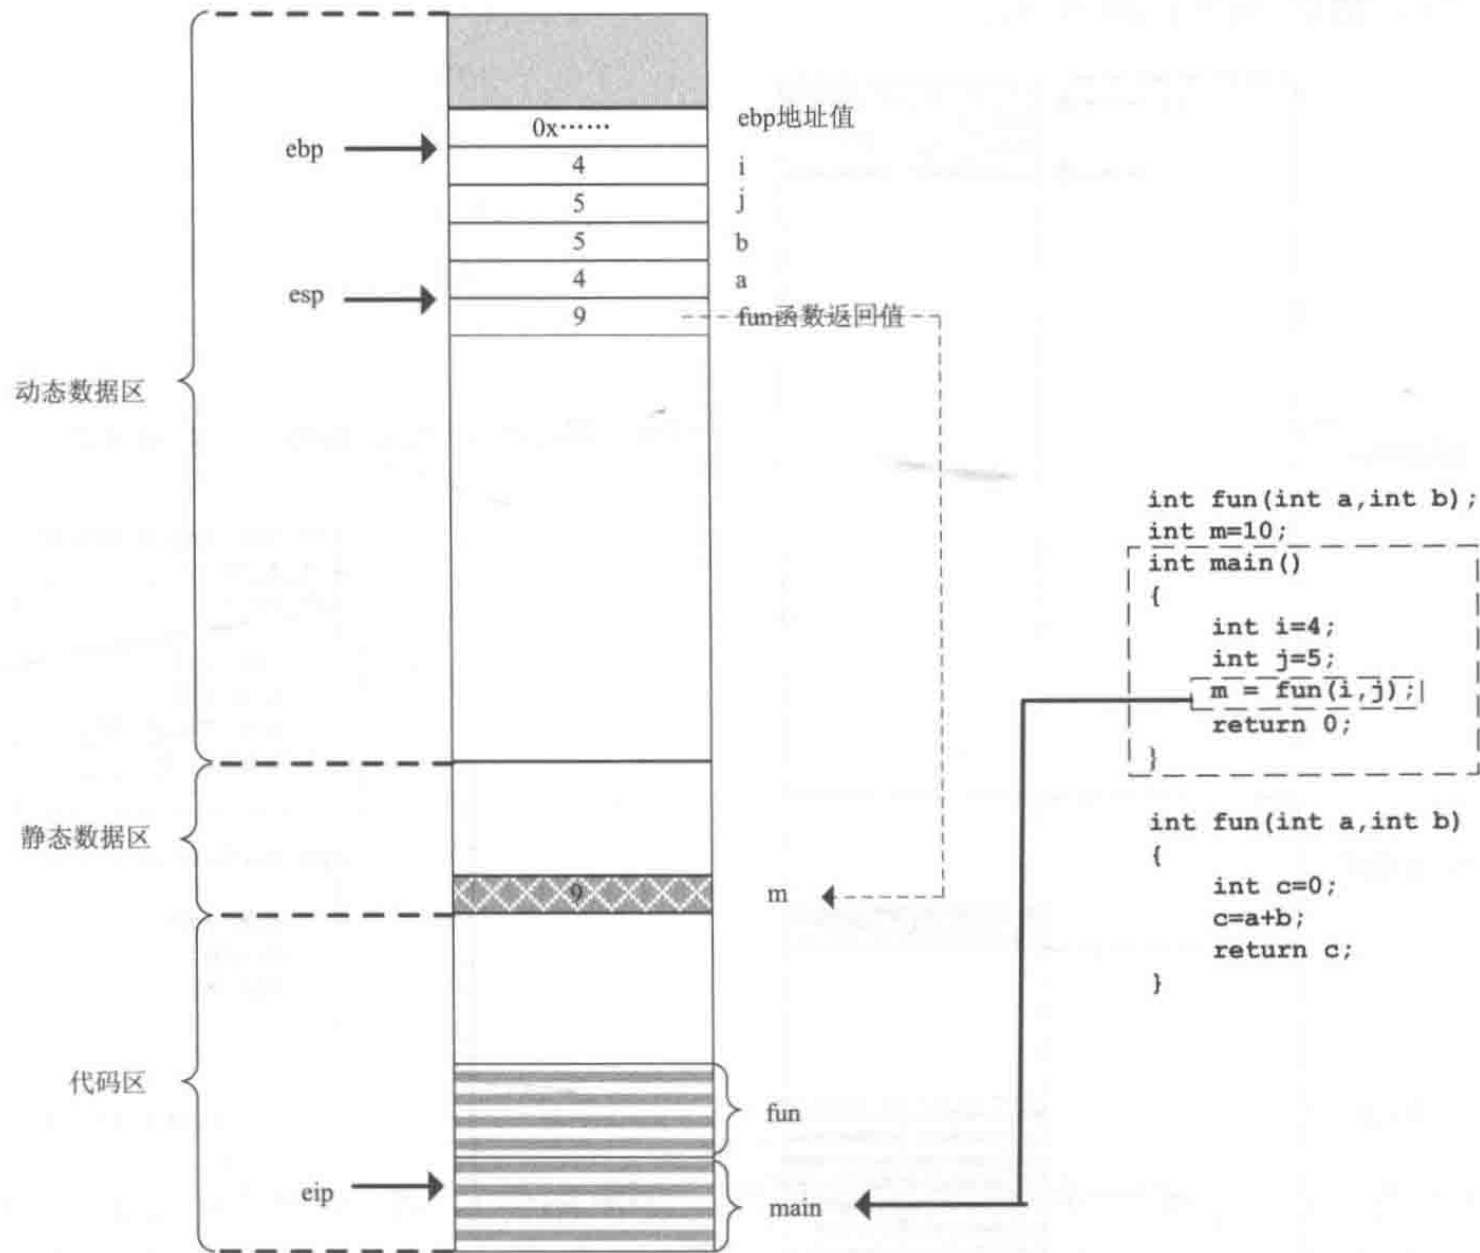 0x······
ebp地址值
ebp
4
i
5
j
5
b
4
a
esp
9
fun函数返回值
动态数据区
int fun(int a,int b);
int m=10;
int main()
{
int i=4;
int j=5;
m = fun(i,j);
return 0;
}
静态数据区
int fun(int a,int b)
{
int c=0;
c=a+b;
return c;
}
9
m
代码区
fun
eip
main